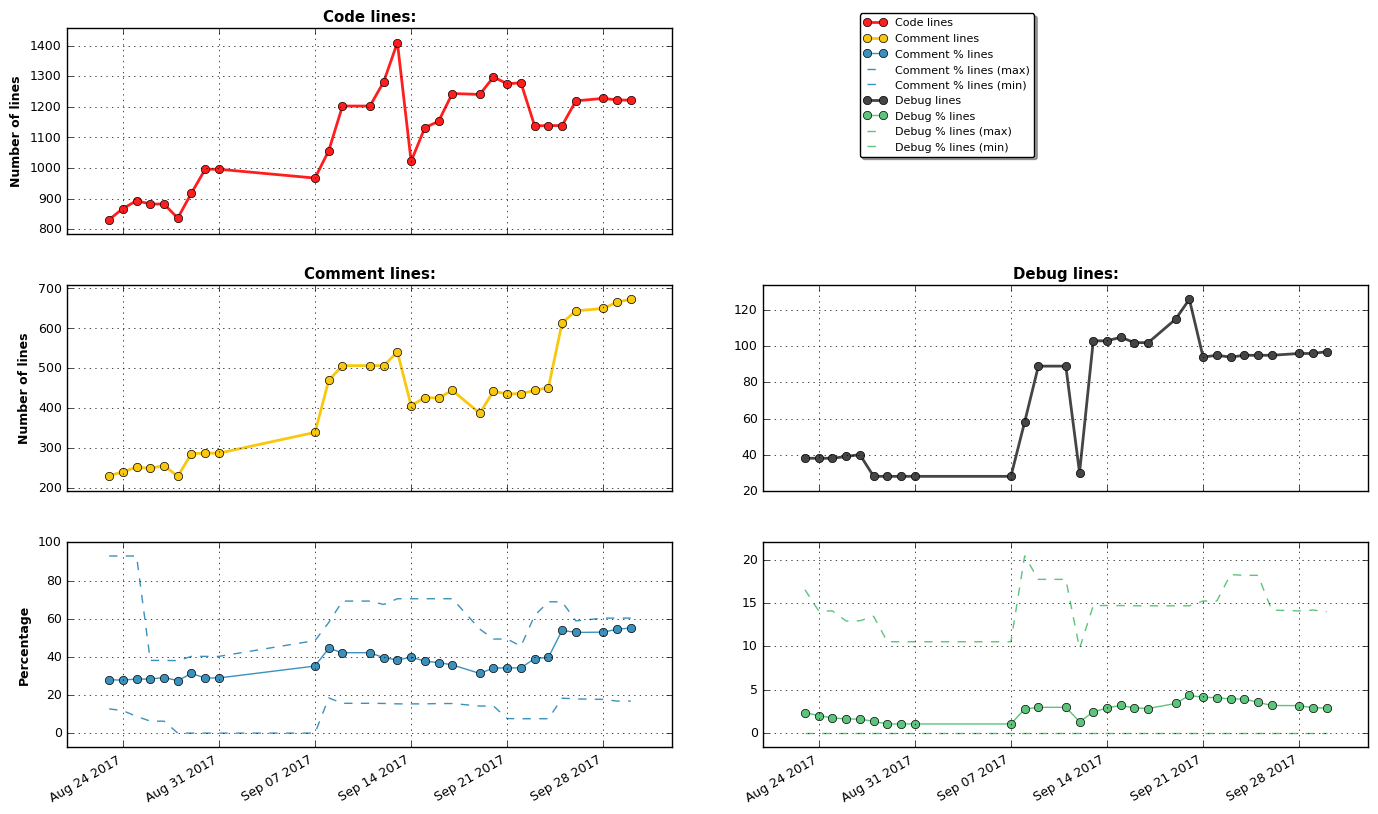 Code lines:
Number of lines
1400
1300
1200
1100
1000
900
800
Code lines
Comment lines
Comment % lines
Comment % lines (max)
Comment % lines (min)
Debug lines
Debug % lines
Debug % lines (max)
Debug % lines (min)
Comment lines:
Number of lines
700
600
500
400
300
200
Debug lines:
120
100
80
60
40
20
Percentage
100
80
60
40
20
0
Aug 24 2017
Aug 31 2017
Sep 07 2017
Sep 14 2017
Sep 21 2017
Sep 28 2017
20
15
10
5
0
Aug 24 2017
Aug 31 2017
Sep 07 2017
Sep 14 2017
Sep 21 2017
Sep 28 2017